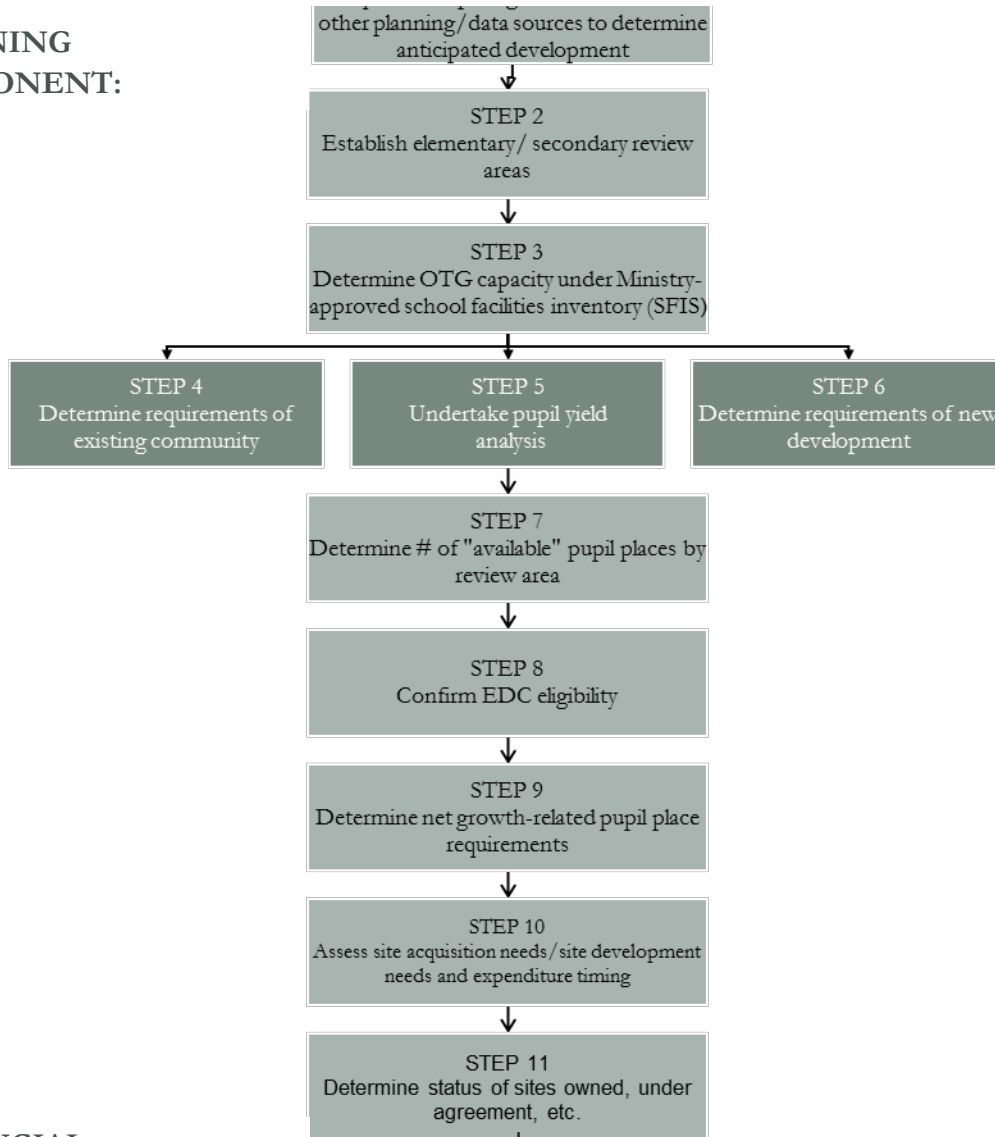 NING
ONENT:
other planning/data sources to determine
anticipated development
STEP 2
Establish elementary/ secondary review
areas
STEP 3
Determine OTG capacity under Ministry-
approved school facilities inventory (SFIS)
STEP 4
Determine requirements of
existing community
STEP 5
Undertake pupil yield
analysis
STEP 6
Determine requirements of new
development
STEP 7
Determine # of "available" pupil places by
review area
STEP 8
Confirm EDC eligibility
STEP 9
Determine net growth-related pupil place
requirements
STEP 10
Assess site acquisition needs/site development
needs and expenditure timing
STEP 11
Determine status of sites owned, under
agreement, etc.